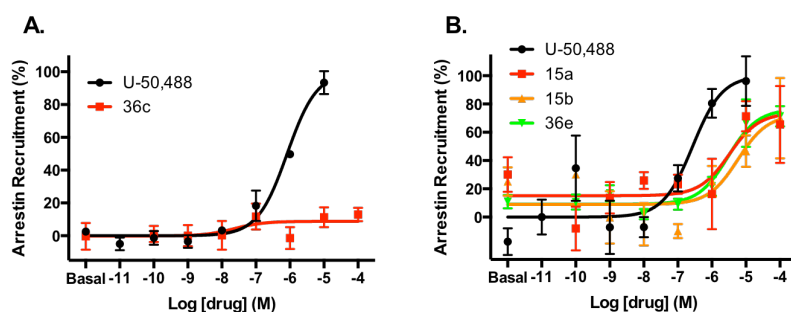 A.
Arrestin Recruitment (%)
100
80
60
40
20
0
U-50,488
36c
Basal -11 -10 -9 -8 -7 -6 -5 -4
Log [drug] (M)
B.
Arrestin Recruitment (%)
100
80
60
40
20
0
U-50,488
15a
15b
36e
Basal -11 -10 -9 -8 -7 -6 -5 -4
Log [drug] (M)